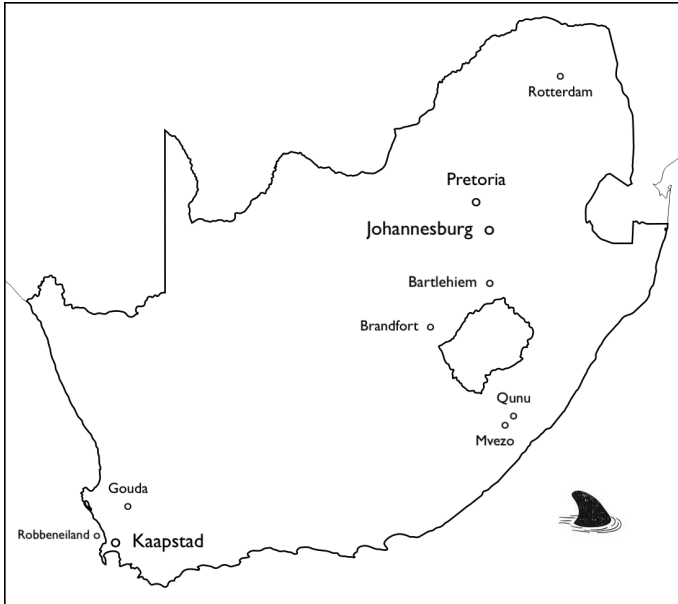 Rotterdam
Pretoria
Johannesburg
Bartlehiem
Brandfort
Qunu
Mvezo
Gouda
Robbeneiland
Kaapstad